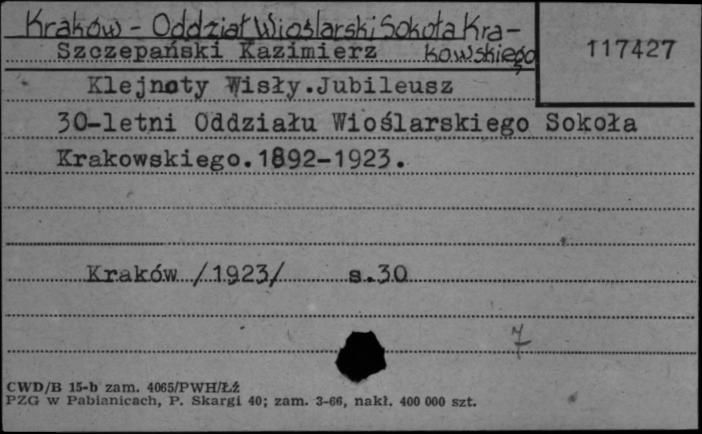 Kraków - Oddział Wioślarski Sokoła Kra-
kowskiego
Szczepański Kazimierz
117427
Klejnoty Wisły.Jubileusz
30-letni Oddziału Wioślarskiego Sokoła
Krakowskiego.1892-1923.
Kraków /1923/ s.30
7
CWD/B 15-b zam. 4065/PWH/ŁŹ
PZG w Pabianicach, P. Skargi 40; zam. 3-66, nakł. 400 000 szt.